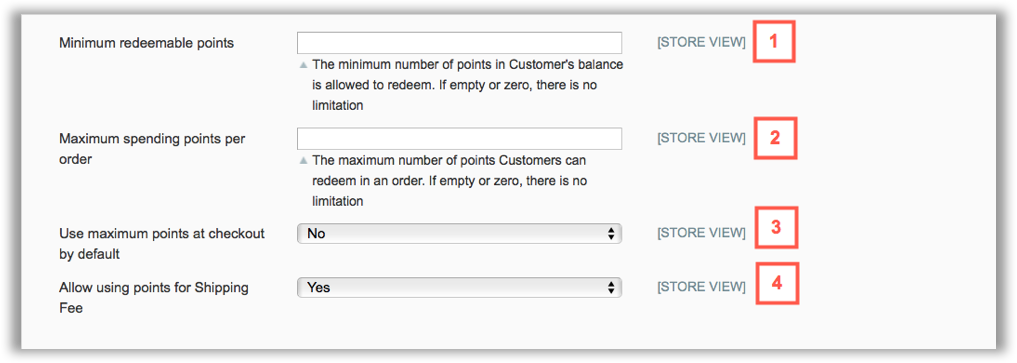 Minimum redeemable points [STORE VIEW] 1
The minimum number of points in Customer's balance
is allowed to redeem. If empty or zero, there is no
limitation
Maximum spending points per [STORE VIEW] 2
order
The maximum number of points Customers can
redeem in an order. If empty or zero, there is no
limitation
Use maximum points at checkout No [STORE VIEW] 3
by default
Allow using points for Shipping Yes [STORE VIEW] 4
Fee